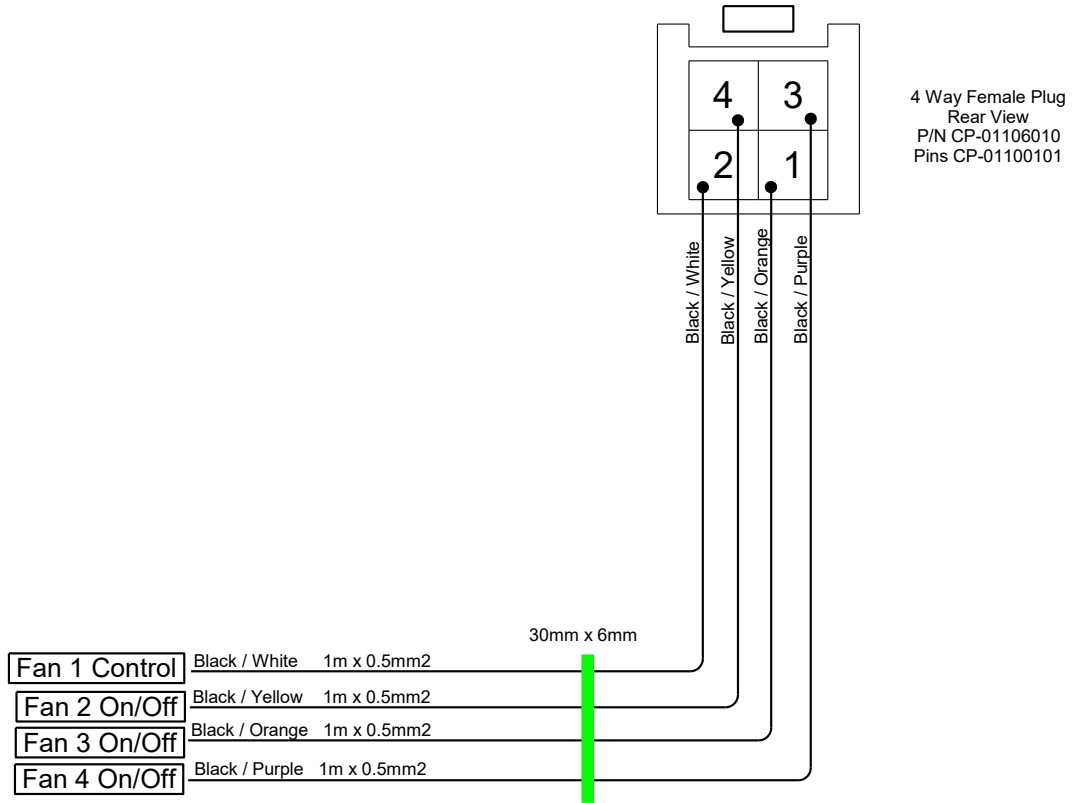 4 3
2 1
4 Way Female Plug
Rear View
P/N CP-01106010
Pins CP-01100101
Black / White
Black / Yellow
Black / Orange
Black / Purple
30mm x 6mm
Fan 1 Control Black / White 1m x 0.5mm2
Fan 2 On/Off Black / Yellow 1m x 0.5mm2
Fan 3 On/Off Black / Orange 1m x 0.5mm2
Fan 4 On/Off Black / Purple 1m x 0.5mm2